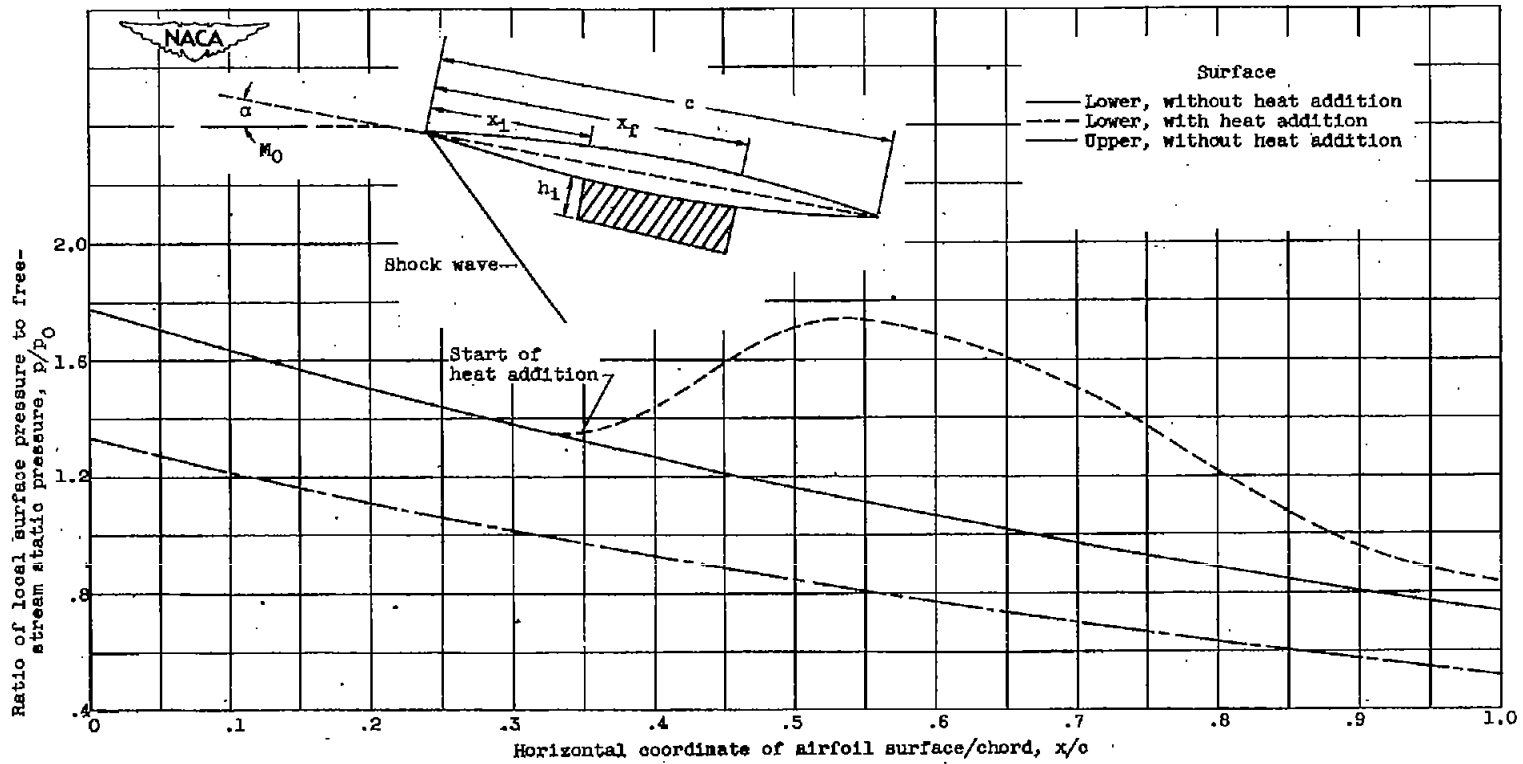 NACA
α
M0
c
xi
xf
hi
Shock wave
Surface
Lower, without heat addition
Lower, with heat addition
Upper, without heat addition
Start of
heat addition
Ratio of local surface pressure to free-
stream static pressure, p/p0
2.0
1.6
1.2
.8
.4
0
.1
.2
.3
.4
.5
.6
.7
.8
.9
1.0
Horizontal coordinate of airfoil surface/chord, x/c